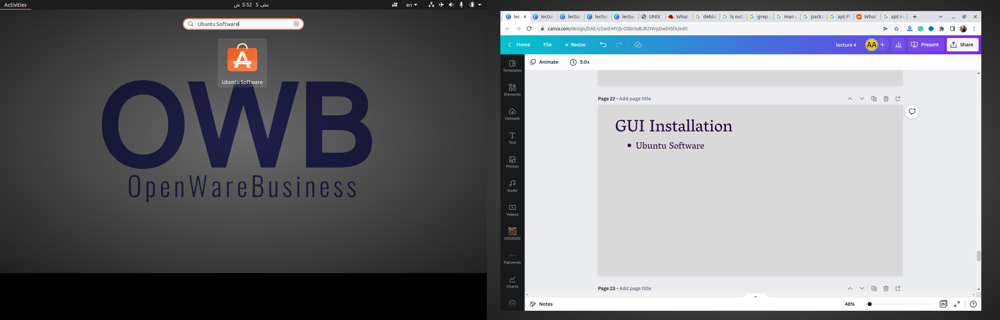 Activities
مئی 5 5:52 ش
en
Ubuntu Software
Ubuntu Software
OWB
OpenWareBusiness
lec
lectur
lectur
lectur
lectur
UNIX
What
debia
ls out
grep
man
packa
apt
What
apt in
canva.com/design/DAE-U2wd-MY/p-OSbctoBJR2NVpDwlHSfA/edit
Home
File
Resize
lecture 4
AA
Present
Share
Animate
5.0s
Templates
Elements
Uploads
Text
Photos
Audio
Videos
OSS2020
Pakvends
Charts
Page 22 - Add page title
GUI Installation
Ubuntu Software
Page 23 - Add page title
Notes
48%
25